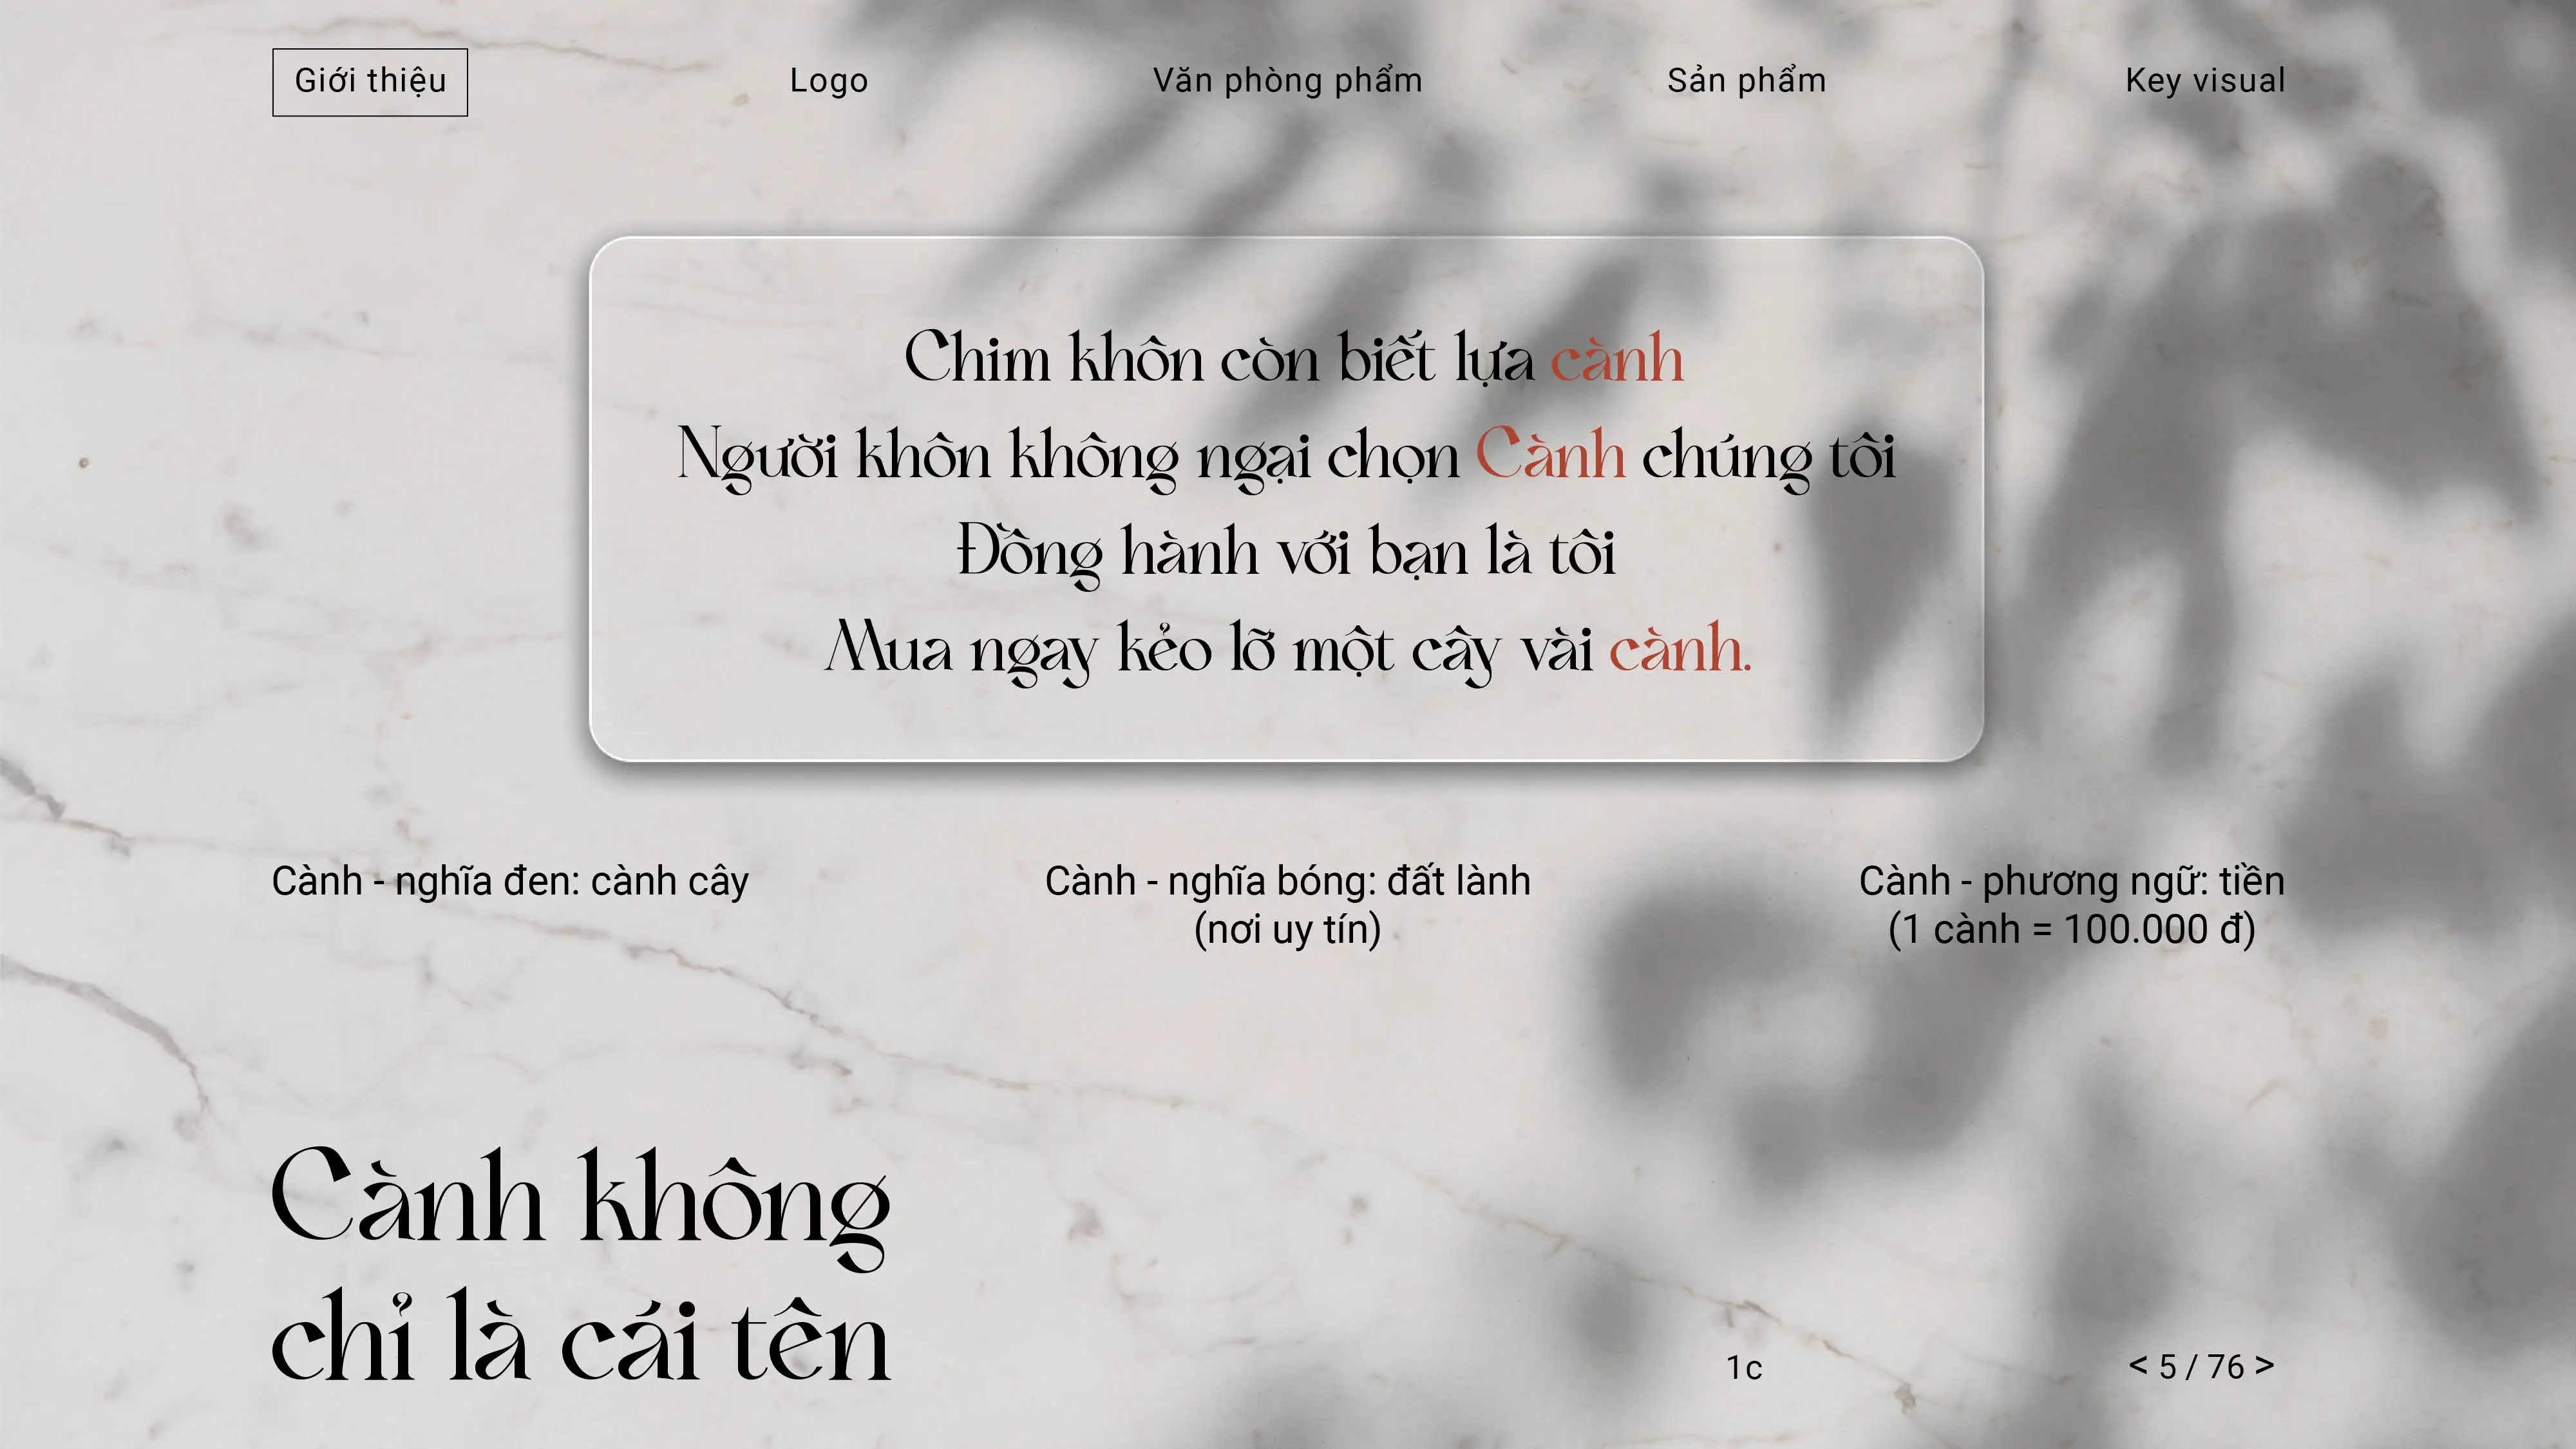 Giới thiệu
Logo
Văn phòng phẩm
Sản phẩm
Key visual
Chim khôn còn biết lựa cành
Người khôn không ngại chọn Cành chúng tôi
Đồng hành với bạn là tôi
Mua ngay kẻo lỡ một cây vài cành.
Cành - nghĩa đen: cành cây
Cành - nghĩa bóng: đất lành
(nơi uy tín)
Cành - phương ngữ: tiền
(1 cành = 100.000 đ)
Cành không
chỉ là cái tên
1c
< 5 / 76 >